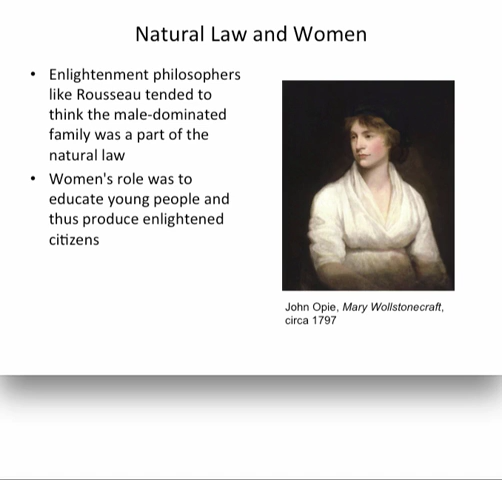 Natural Law and Women
• Enlightenment philosophers
like Rousseau tended to
think the male-dominated
family was a part of the
natural law
• Women's role was to
educate young people and
thus produce enlightened
citizens
John Opie, Mary Wollstonecraft,
circa 1797